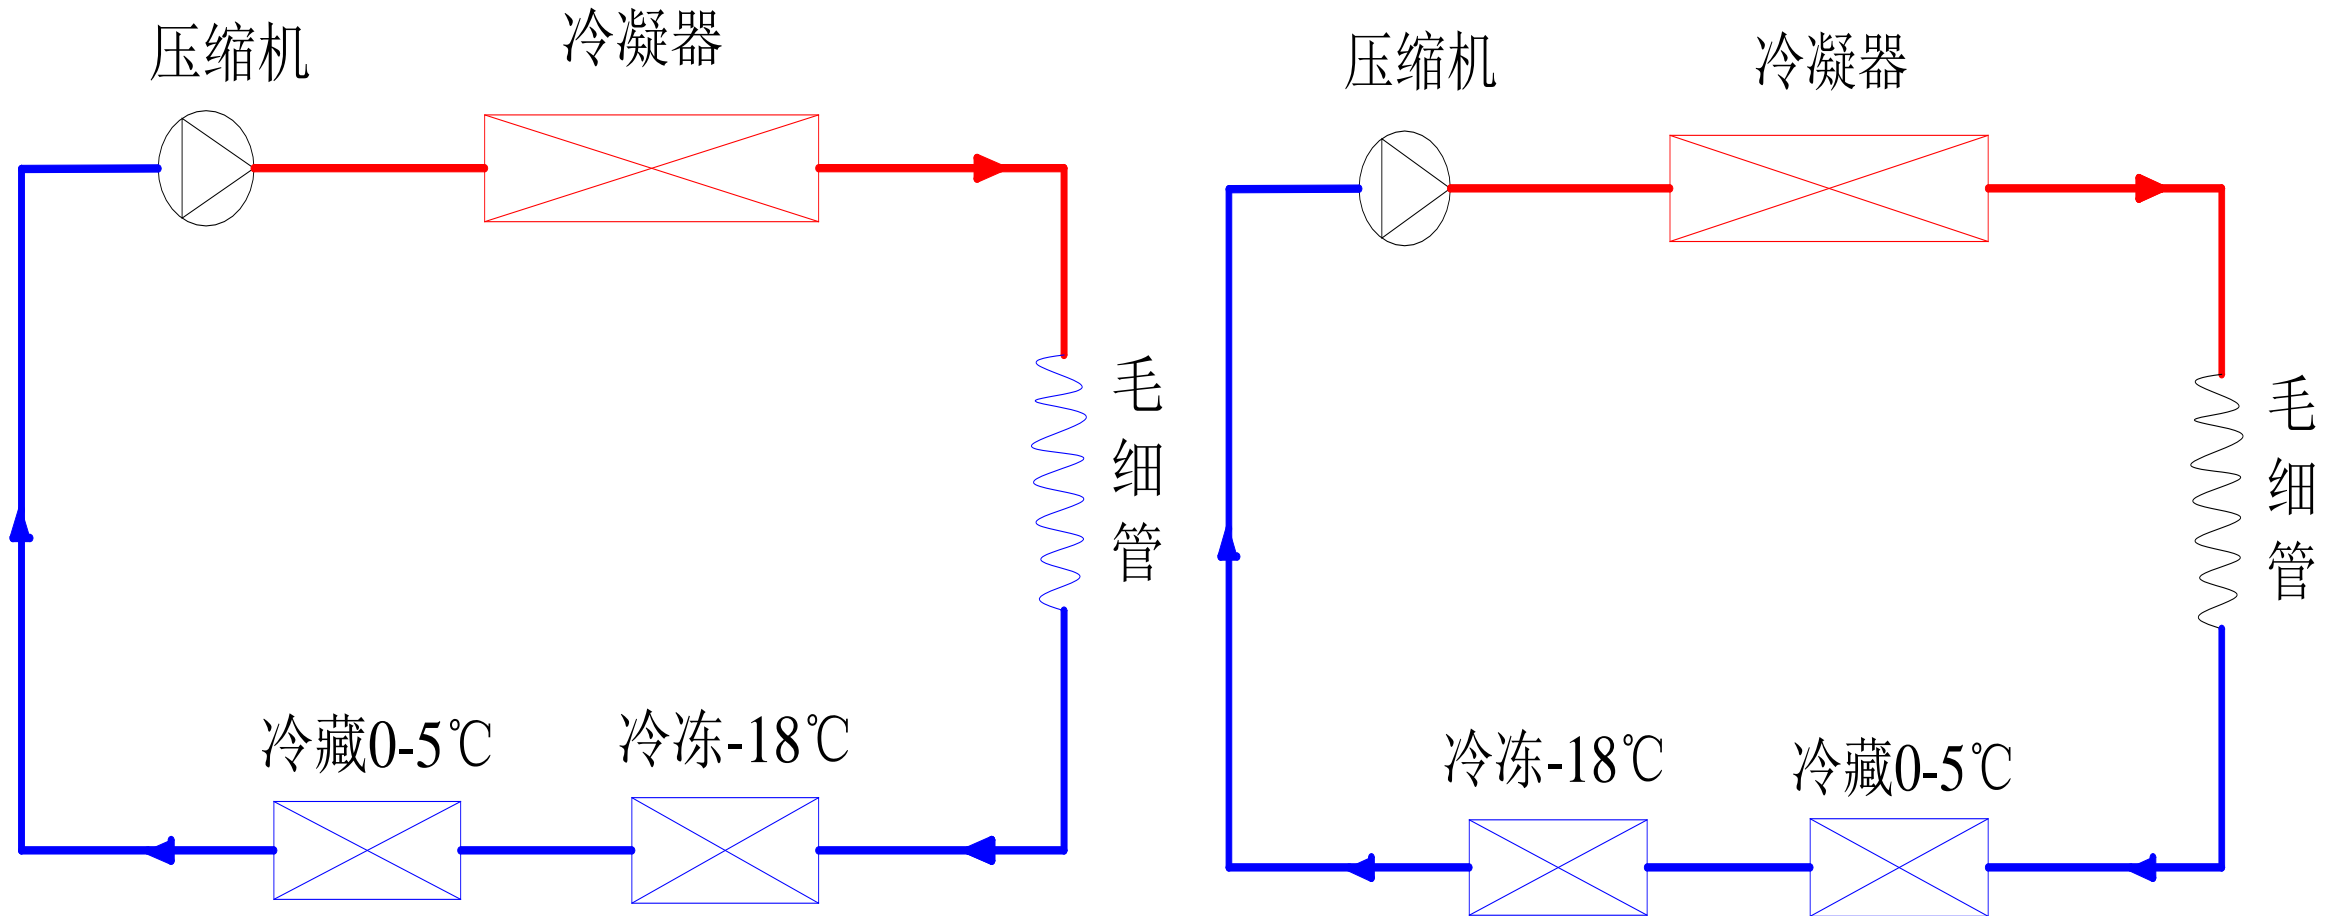 压缩机
冷凝器
毛细管
冷藏0-5℃
冷冻-18℃
压缩机
冷凝器
毛细管
冷冻-18℃
冷藏0-5℃